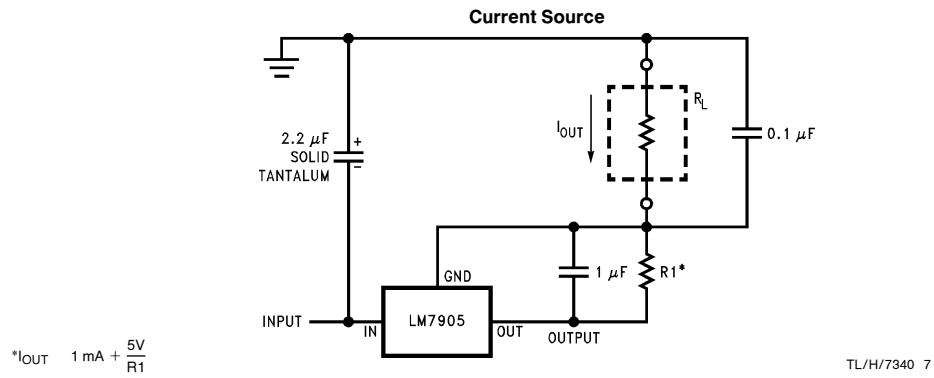 Current Source
2.2 μF
SOLID
TANTALUM
+
−
I_OUT
R_L
0.1 μF
GND
1 μF
R1*
INPUT
IN
LM7905
OUT
OUTPUT
*I_OUT 1 mA + 5V/R1
TL/H/7340 7